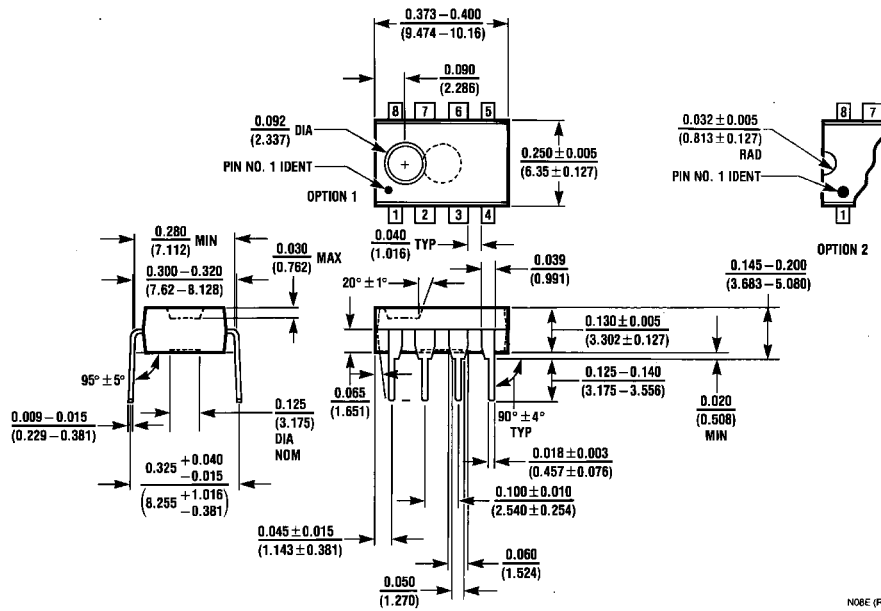 0.373 – 0.400
(9.474 – 10.16)
0.090
(2.286)
8 7 6 5
0.092
(2.337)
DIA
PIN NO. 1 IDENT
OPTION 1
0.250 ± 0.005
(6.35 ± 0.127)
1 2 3 4
0.032 ± 0.005
(0.813 ± 0.127)
RAD
PIN NO. 1 IDENT
8 7
1
OPTION 2
0.280
(7.112)
MIN
0.030
(0.762)
MAX
0.300 – 0.320
(7.62 – 8.128)
0.040
(1.016)
TYP
0.039
(0.991)
20° ± 1°
0.145 – 0.200
(3.683 – 5.080)
0.130 ± 0.005
(3.302 ± 0.127)
95° ± 5°
0.009 – 0.015
(0.229 – 0.381)
0.125
(3.175)
DIA
NOM
0.065
(1.651)
90° ± 4°
TYP
0.125 – 0.140
(3.175 – 3.556)
0.020
(0.508)
MIN
0.325 +0.040
−0.015
(8.255 +1.016
−0.381)
0.018 ± 0.003
(0.457 ± 0.076)
0.100 ± 0.010
(2.540 ± 0.254)
0.045 ± 0.015
(1.143 ± 0.381)
0.060
(1.524)
0.050
(1.270)
N08E (F